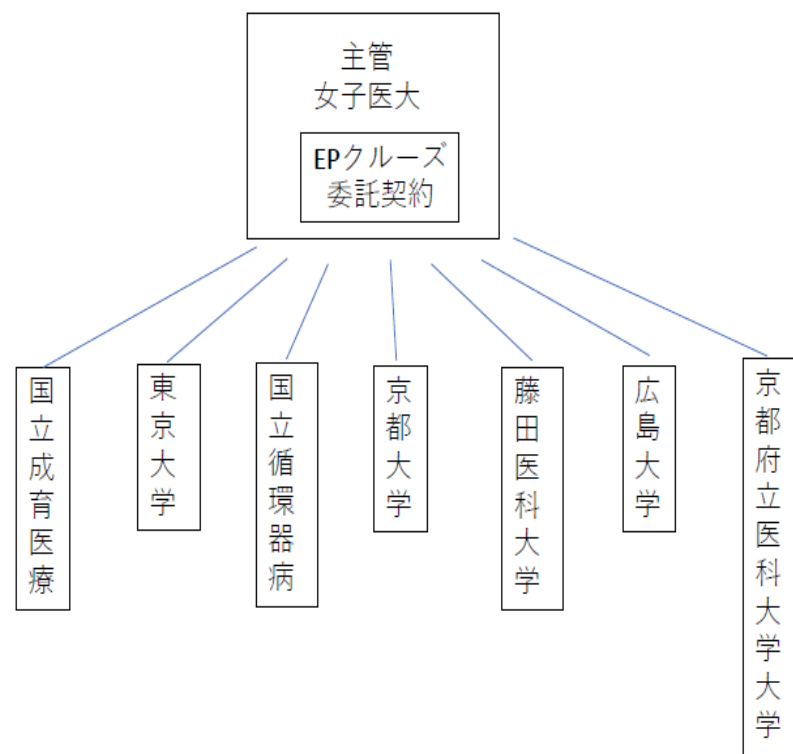 主管
女子医大
EPクルーズ
委託契約
国立成育医療
東京大学
国立循環器病
京都大学
藤田医科大学
広島大学
京都府立医科大学大学